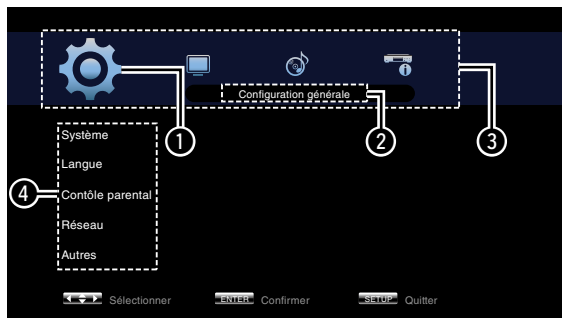 Configuration générale
1
2
3
Système
Langue
4
Contôle parental
Réseau
Autres
Sélectionner
ENTER Confirmer
SETUP Quitter